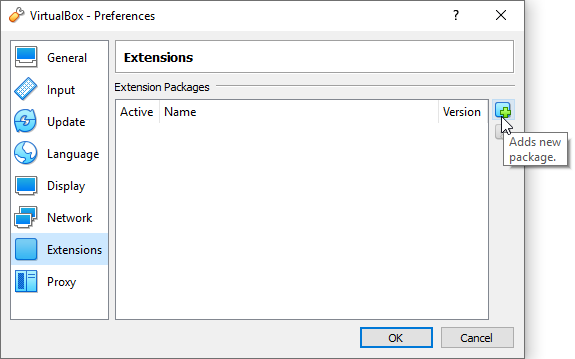 VirtualBox - Preferences
?
General
Input
Update
Language
Display
Network
Extensions
Proxy
Extensions
Extension Packages
Active Name Version
Adds new
package.
OK Cancel